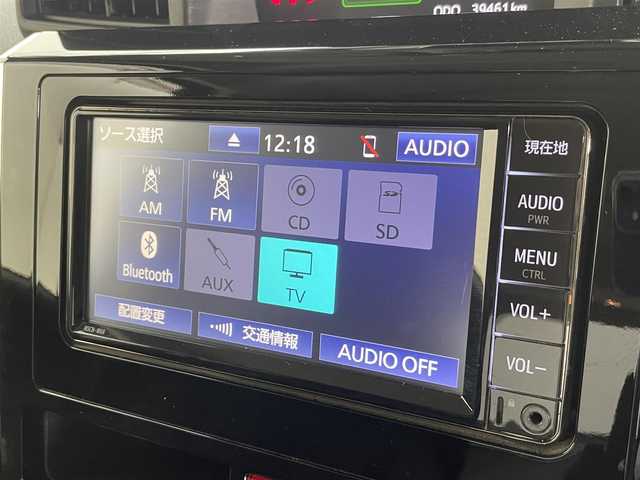 ODO 39461km
ソース選択
12:18
AUDIO
現在地
AM
FM
CD
SD
AUDIO
PWR
Bluetooth
AUX
TV
MENU
CTRL
配置変更
交通情報
AUDIO OFF
VOL+
VOL−